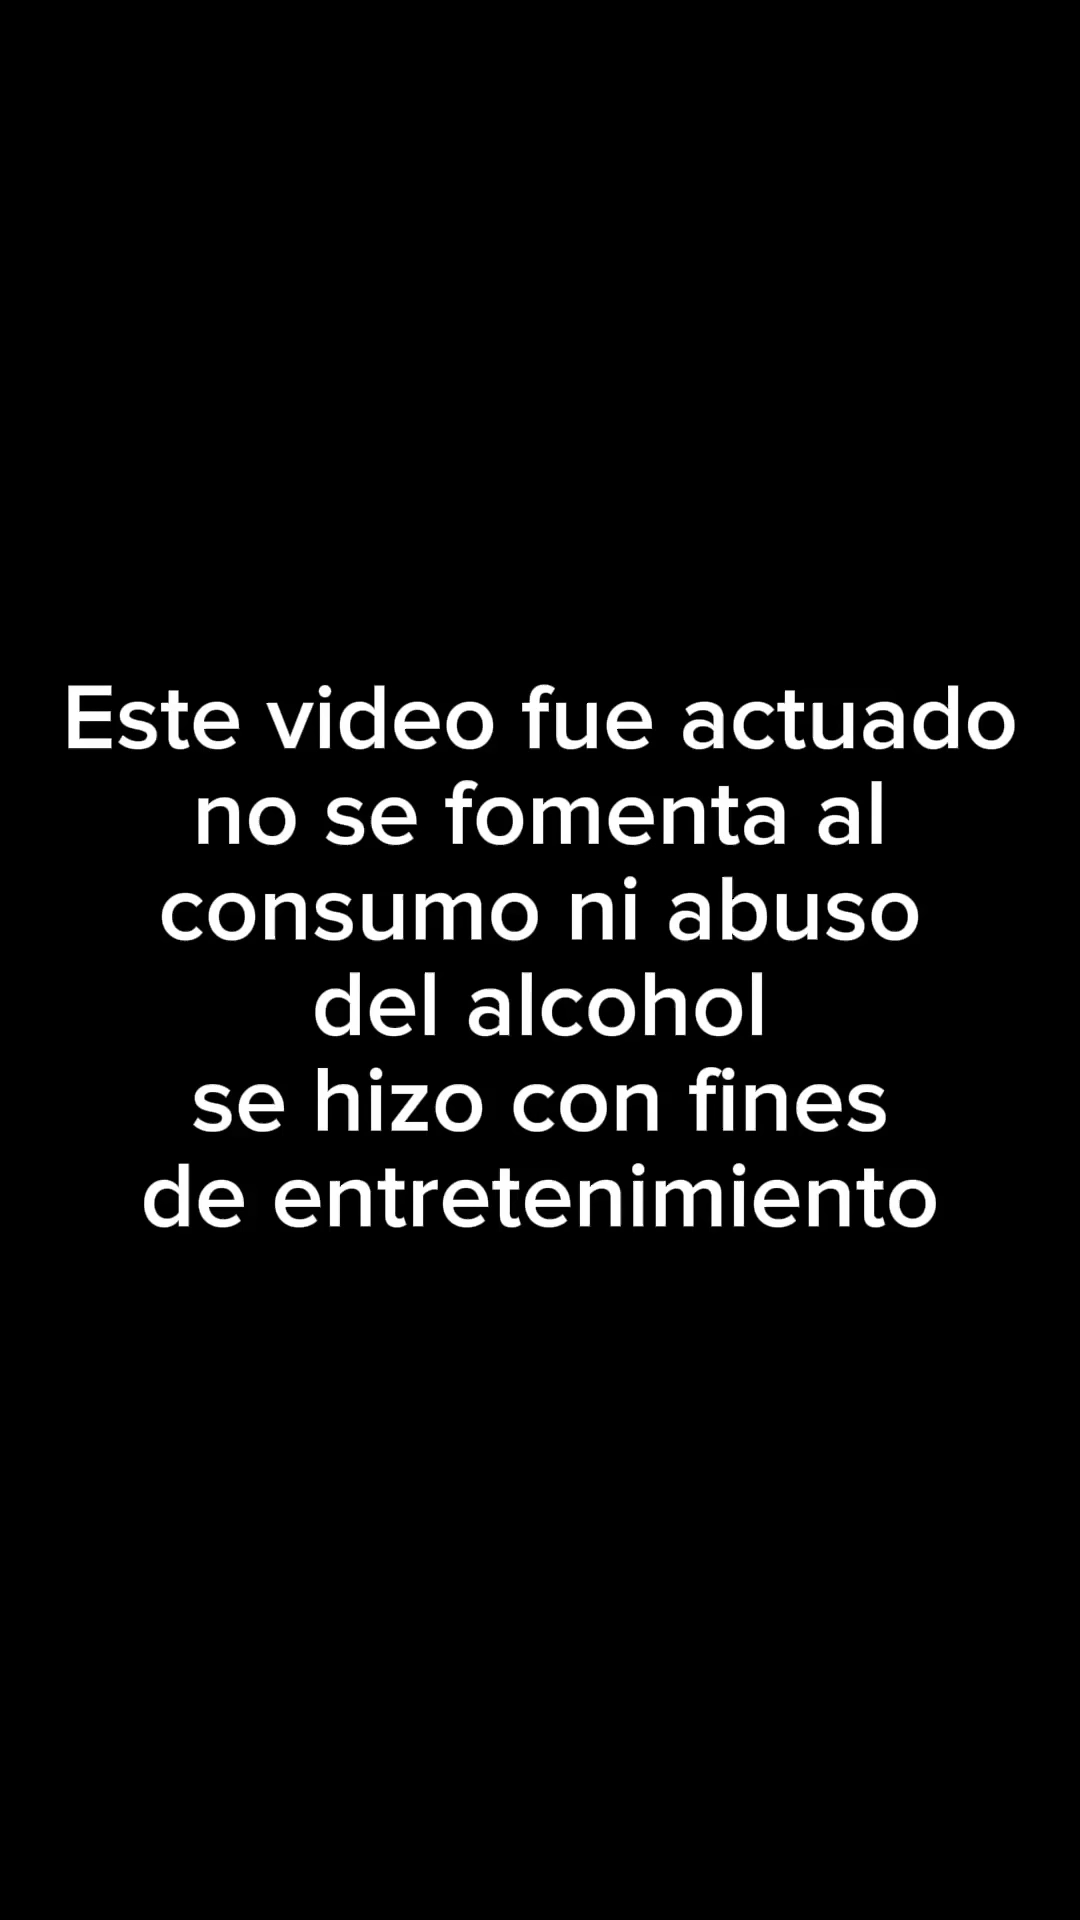 Este video fue actuado
no se fomenta al
consumo ni abuso
del alcohol
se hizo con fines
de entretenimiento